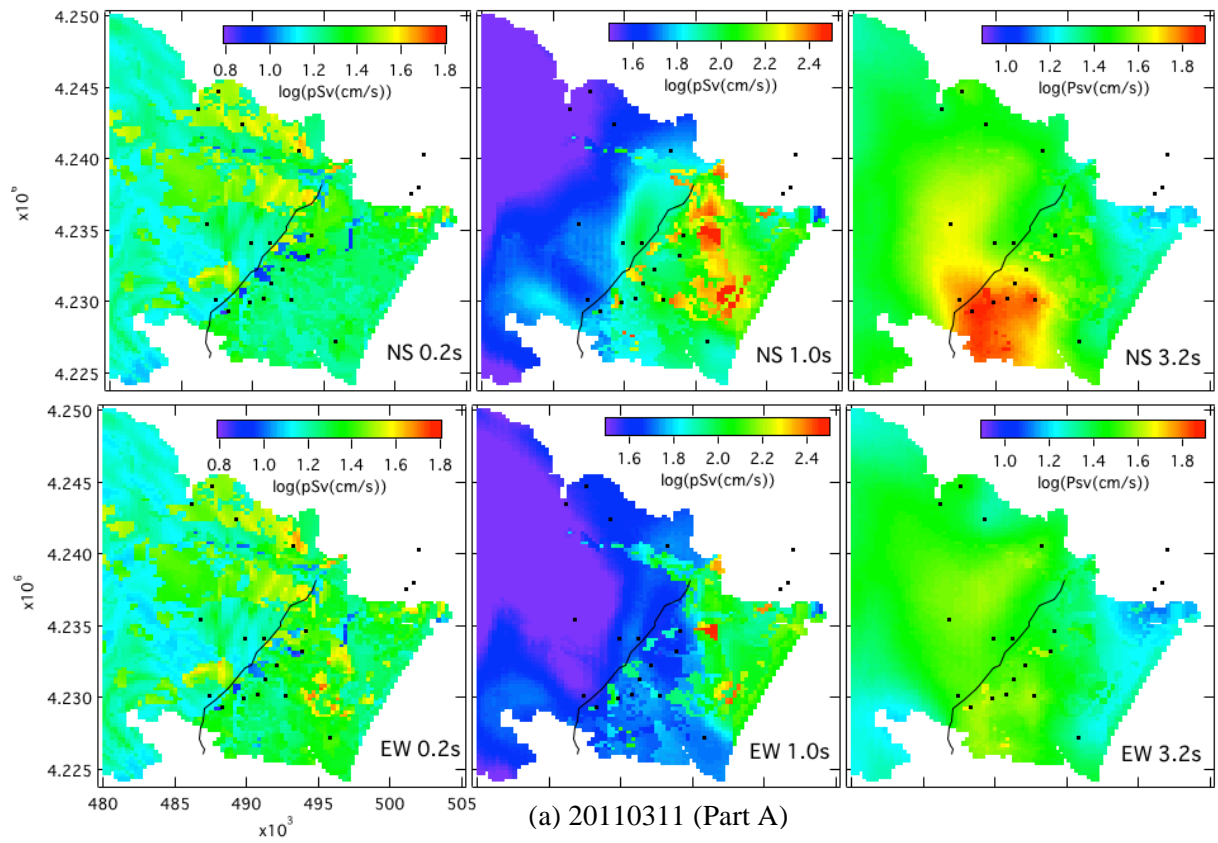 4.250
4.245
4.240
4.235
4.230
4.225
x10⁶
0.8 1.0 1.2 1.4 1.6 1.8
log(pSv(cm/s))
NS 0.2s
1.6 1.8 2.0 2.2 2.4
log(pSv(cm/s))
NS 1.0s
1.0 1.2 1.4 1.6 1.8
log(Psv(cm/s))
NS 3.2s
4.250
4.245
4.240
4.235
4.230
4.225
x10⁶
0.8 1.0 1.2 1.4 1.6 1.8
log(pSv(cm/s))
EW 0.2s
1.6 1.8 2.0 2.2 2.4
log(pSv(cm/s))
EW 1.0s
1.0 1.2 1.4 1.6 1.8
log(Psv(cm/s))
EW 3.2s
480 485 490 495 500 505
x10³
(a) 20110311 (Part A)